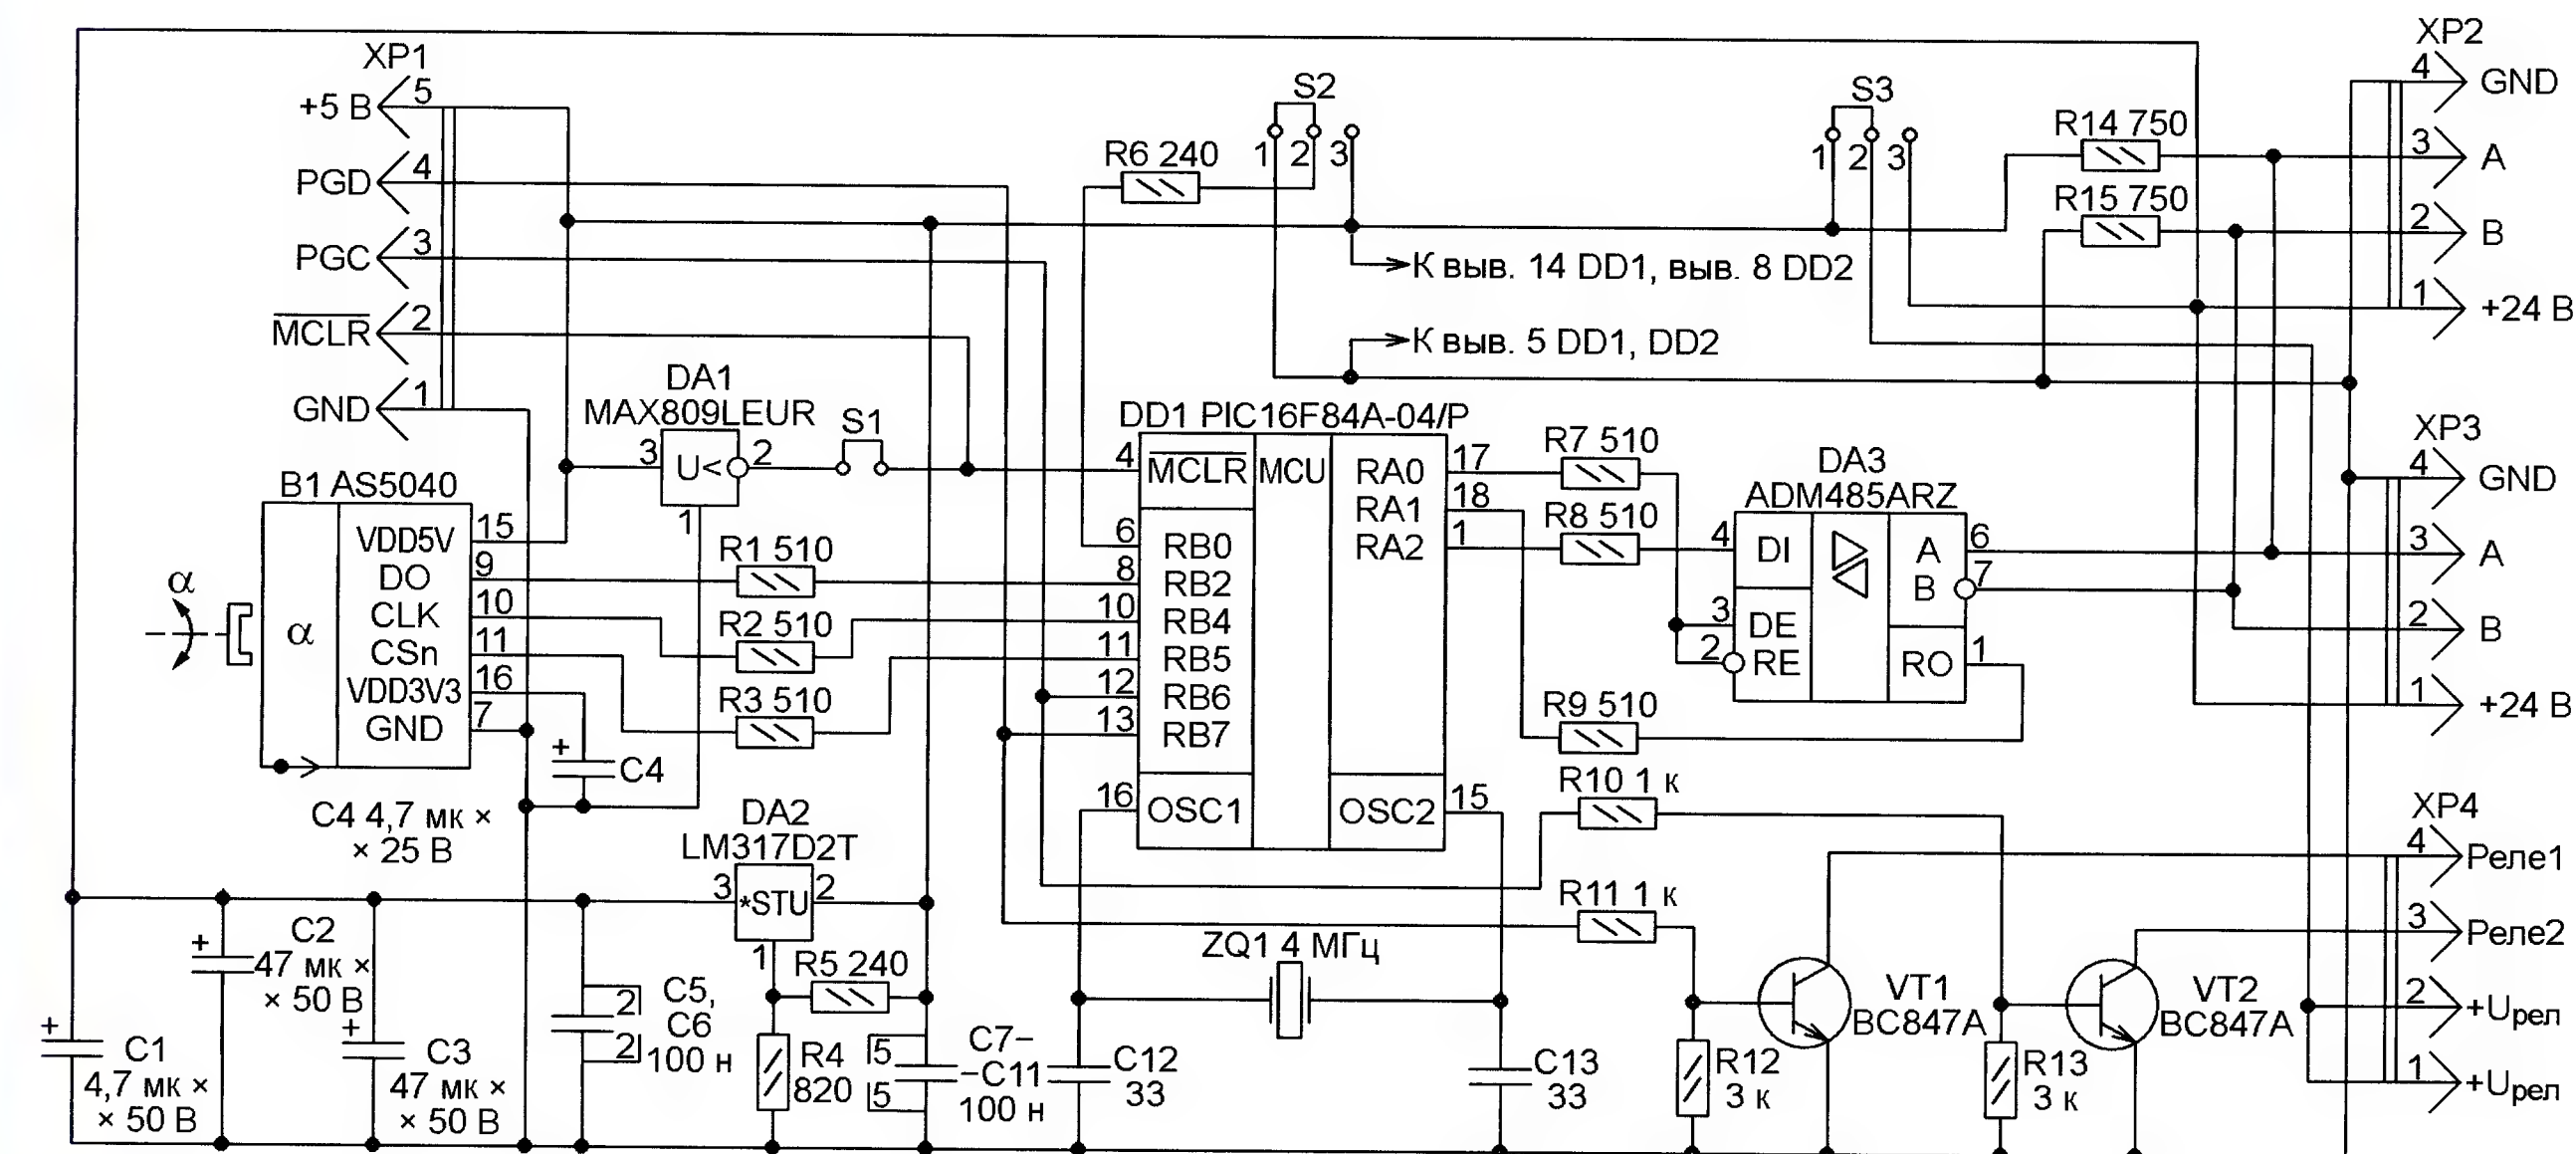 XP1
+5 В
5
PGD
4
PGC
3
MCLR
2
GND
1
B1 AS5040
α
α
VDD5V
15
DO
9
CLK
10
CSn
11
VDD3V3
16
GND
7
+
C4
C4 4,7 мк ×
× 25 В
DA1
MAX809LEUR
3
U<
2
1
S1
R1 510
R2 510
R3 510
R6 240
S2
1
2
3
S3
1
2
3
К выв. 14 DD1, выв. 8 DD2
К выв. 5 DD1, DD2
DD1 PIC16F84A-04/P
4
MCLR
MCU
6
RB0
8
RB2
10
RB4
11
RB5
12
RB6
13
RB7
16
OSC1
RA0
17
RA1
18
RA2
1
OSC2
15
R7 510
R8 510
R9 510
DA3
ADM485ARZ
4
DI
3
DE
2
RE
A
6
B
7
RO
1
R14 750
R15 750
XP2
4
GND
3
A
2
B
1
+24 В
XP3
4
GND
3
A
2
B
1
+24 В
R10 1 к
R11 1 к
XP4
4
Реле1
3
Реле2
2
+Uрел
1
+Uрел
DA2
LM317D2T
3
*STU
2
1
R5 240
R4
820
+
C1
4,7 мк ×
× 50 В
+
C2
47 мк ×
× 50 В
+
C3
47 мк ×
× 50 В
2
2
C5,
C6
100 н
5
5
C7–
–C11
100 н
ZQ1 4 МГц
C12
33
C13
33
VT1
BC847A
R12
3 к
VT2
BC847A
R13
3 к